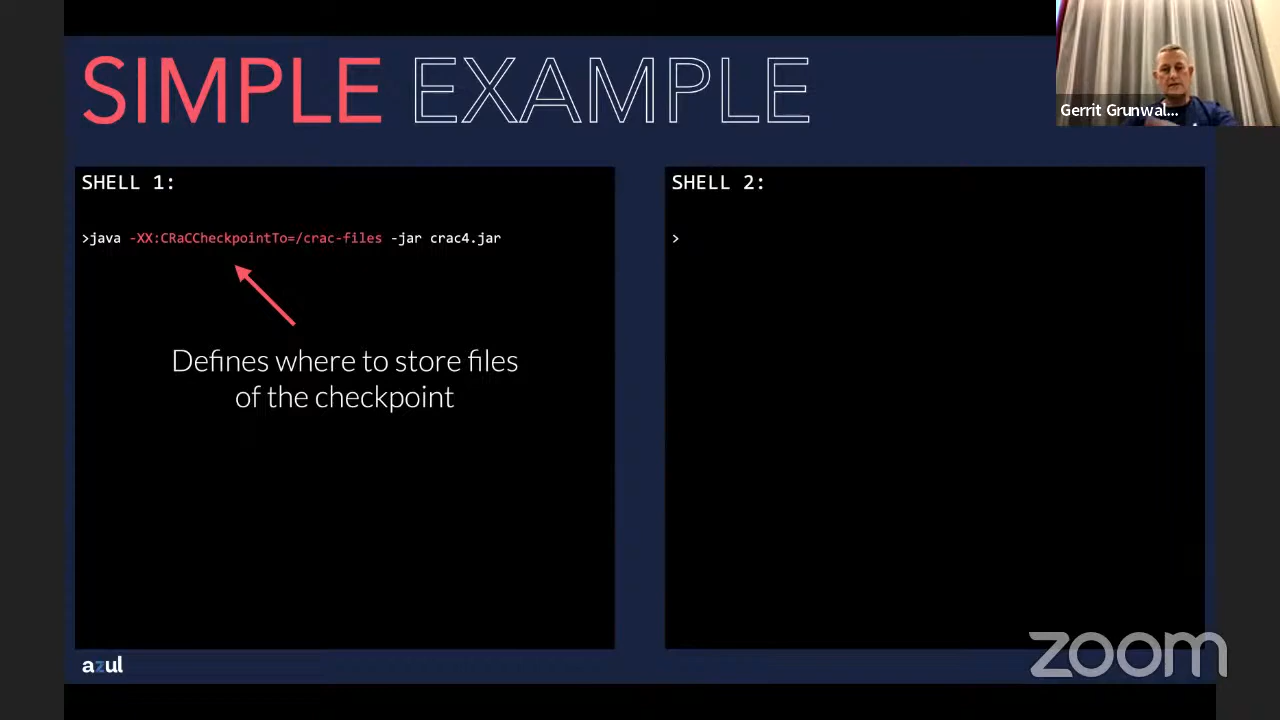 SIMPLE EXAMPLE
Gerrit Grunwal...
SHELL 1:
>java -XX:CRaCCheckpointTo=/crac-files -jar crac4.jar
Defines where to store files
of the checkpoint
SHELL 2:
>
azul
zoom